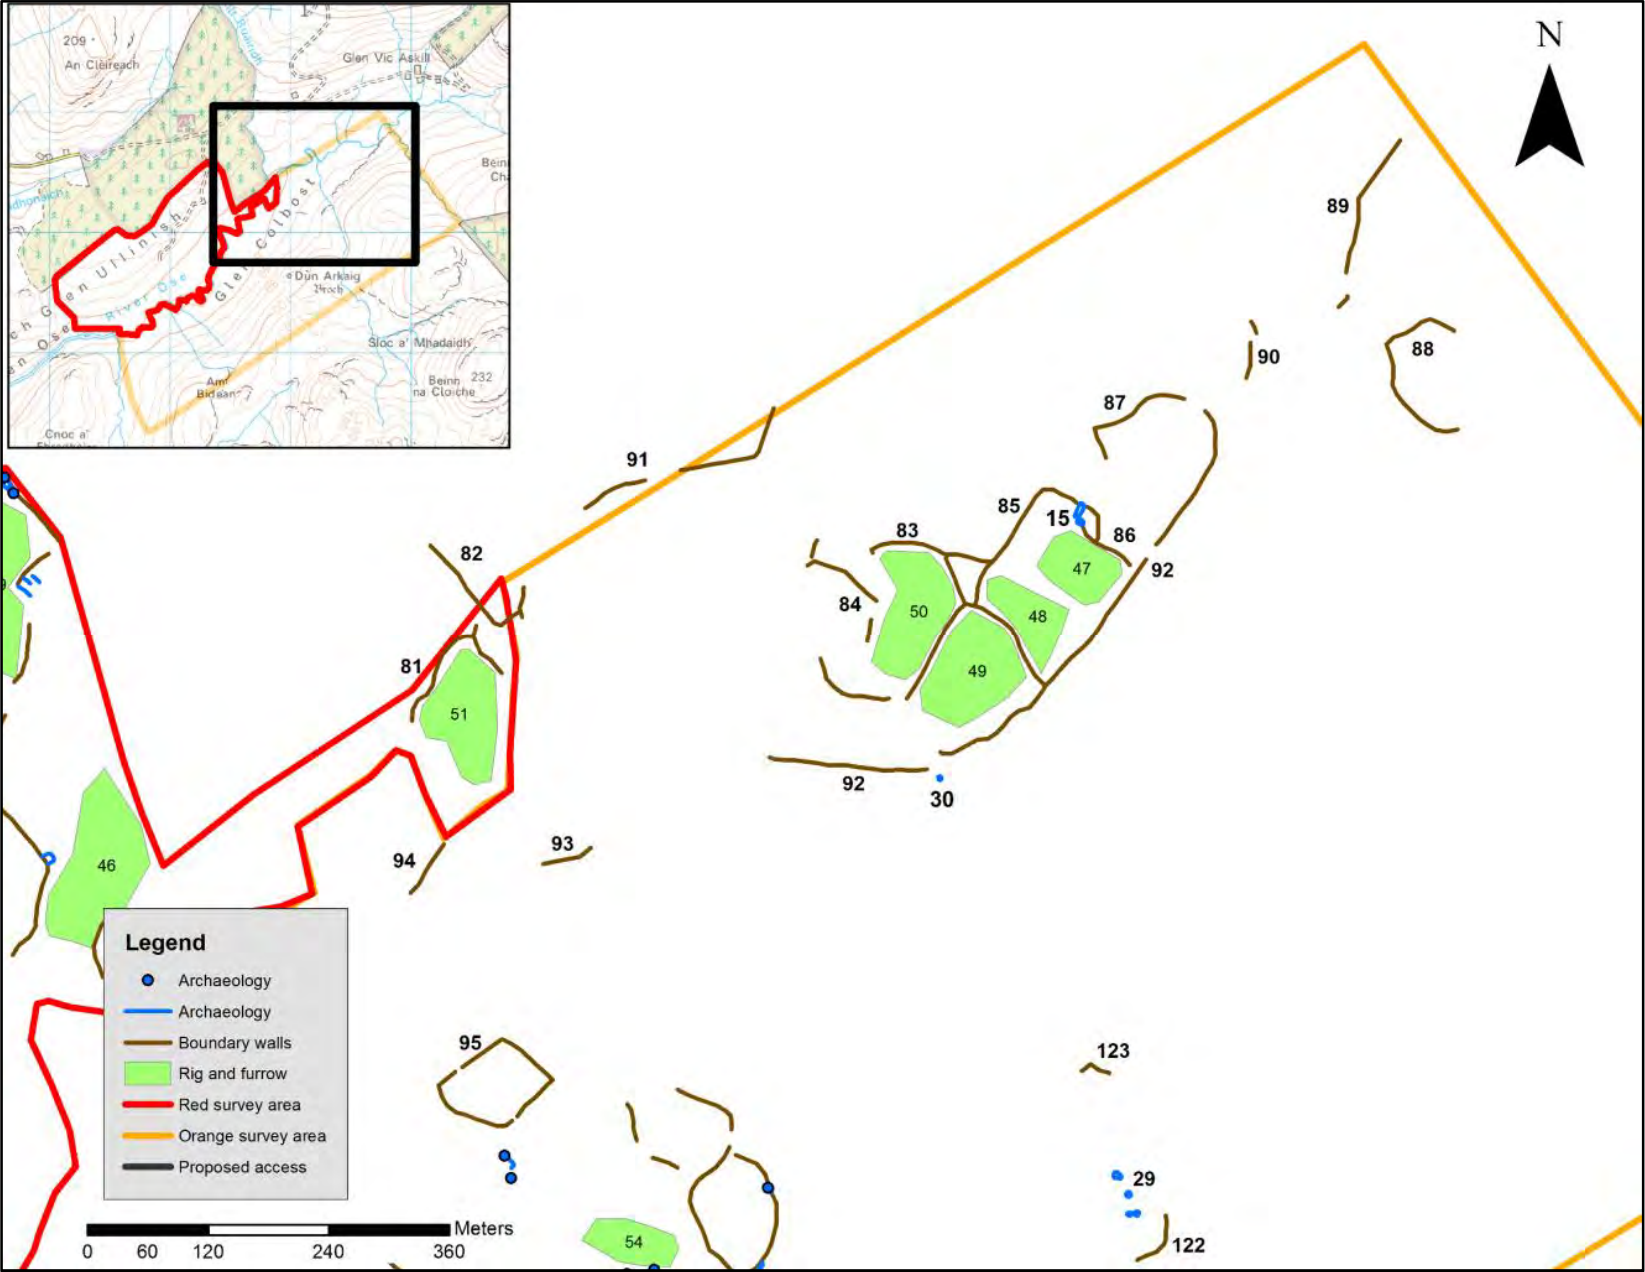 209
An Clèireach
Glen Vic Askill
Glen Ullinish
River Ose
Glen Colbost
Dùn Arkaig
Broch
Sloc a' Mhadaidh
Am
Bidean
Beinn 232
na Cloiche
Cnoc a'
N
89
90
88
87
91
85
15
86
83
82
92
47
84
50
48
49
81
51
92
30
93
94
46
Legend
Archaeology
Archaeology
Boundary walls
Rig and furrow
Red survey area
Orange survey area
Proposed access
95
123
29
122
54
Meters
0 60 120 240 360